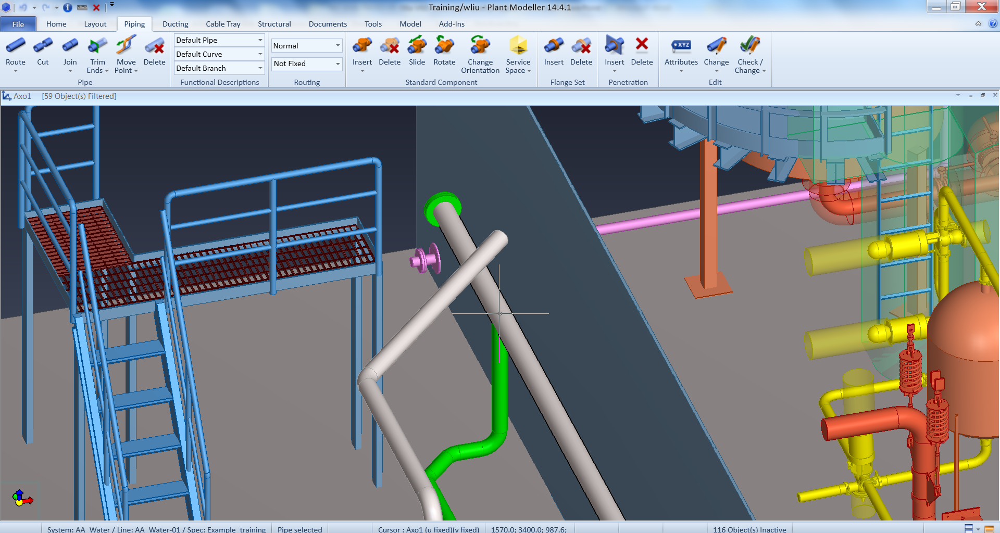 Training/wliu - Plant Modeller 14.4.1
File Home Layout Piping Ducting Cable Tray Structural Documents Tools Model Add-Ins
Route Cut Join Trim Ends Move Point Delete
Pipe
Default Pipe
Default Curve
Default Branch
Functional Descriptions
Normal
Not Fixed
Routing
Insert Delete Slide Rotate Change Orientation Service Space
Standard Component
Insert Delete
Flange Set
Insert Delete
Penetration
XYZ
Attributes Change Check / Change
Edit
Axo1 [59 Object(s) Filtered]
System: AA_Water / Line: AA_Water-01 / Spec: Example_training Pipe selected Cursor : Axo1 (u fixed)(v fixed) 1570.0; 3400.0; 987.6; 116 Object(s) Inactive